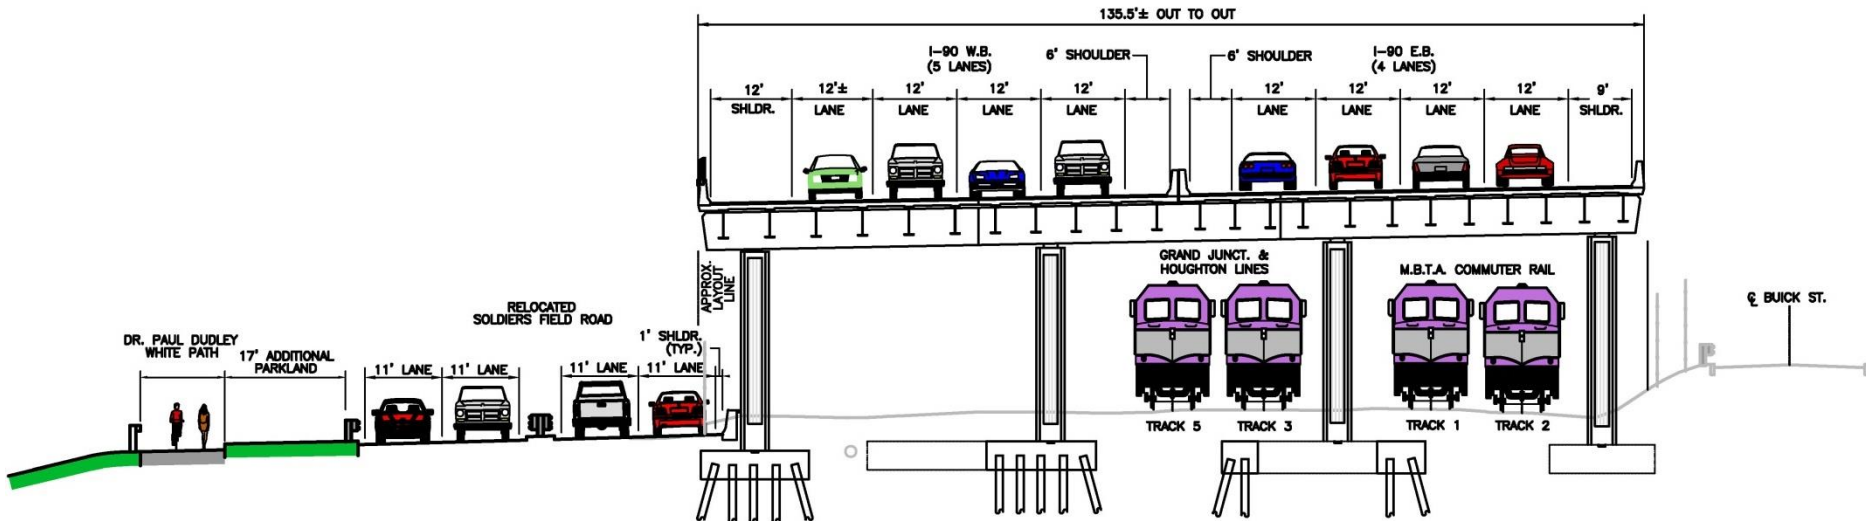 135.5'± OUT TO OUT
I-90 W.B.
(5 LANES)
6' SHOULDER
6' SHOULDER
I-90 E.B.
(4 LANES)
12'
SHLDR.
12'±
LANE
12'
LANE
12'
LANE
12'
LANE
12'
LANE
12'
LANE
12'
LANE
12'
LANE
9'
SHLDR.
APPROX.
LAYOUT
LINE
GRAND JUNCT. &
HOUGHTON LINES
M.B.T.A. COMMUTER RAIL
℄ BUICK ST.
RELOCATED
SOLDIERS FIELD ROAD
DR. PAUL DUDLEY
WHITE PATH
17' ADDITIONAL
PARKLAND
11' LANE
11' LANE
11' LANE
11' LANE
1' SHLDR.
(TYP.)
TRACK 5
TRACK 3
TRACK 1
TRACK 2